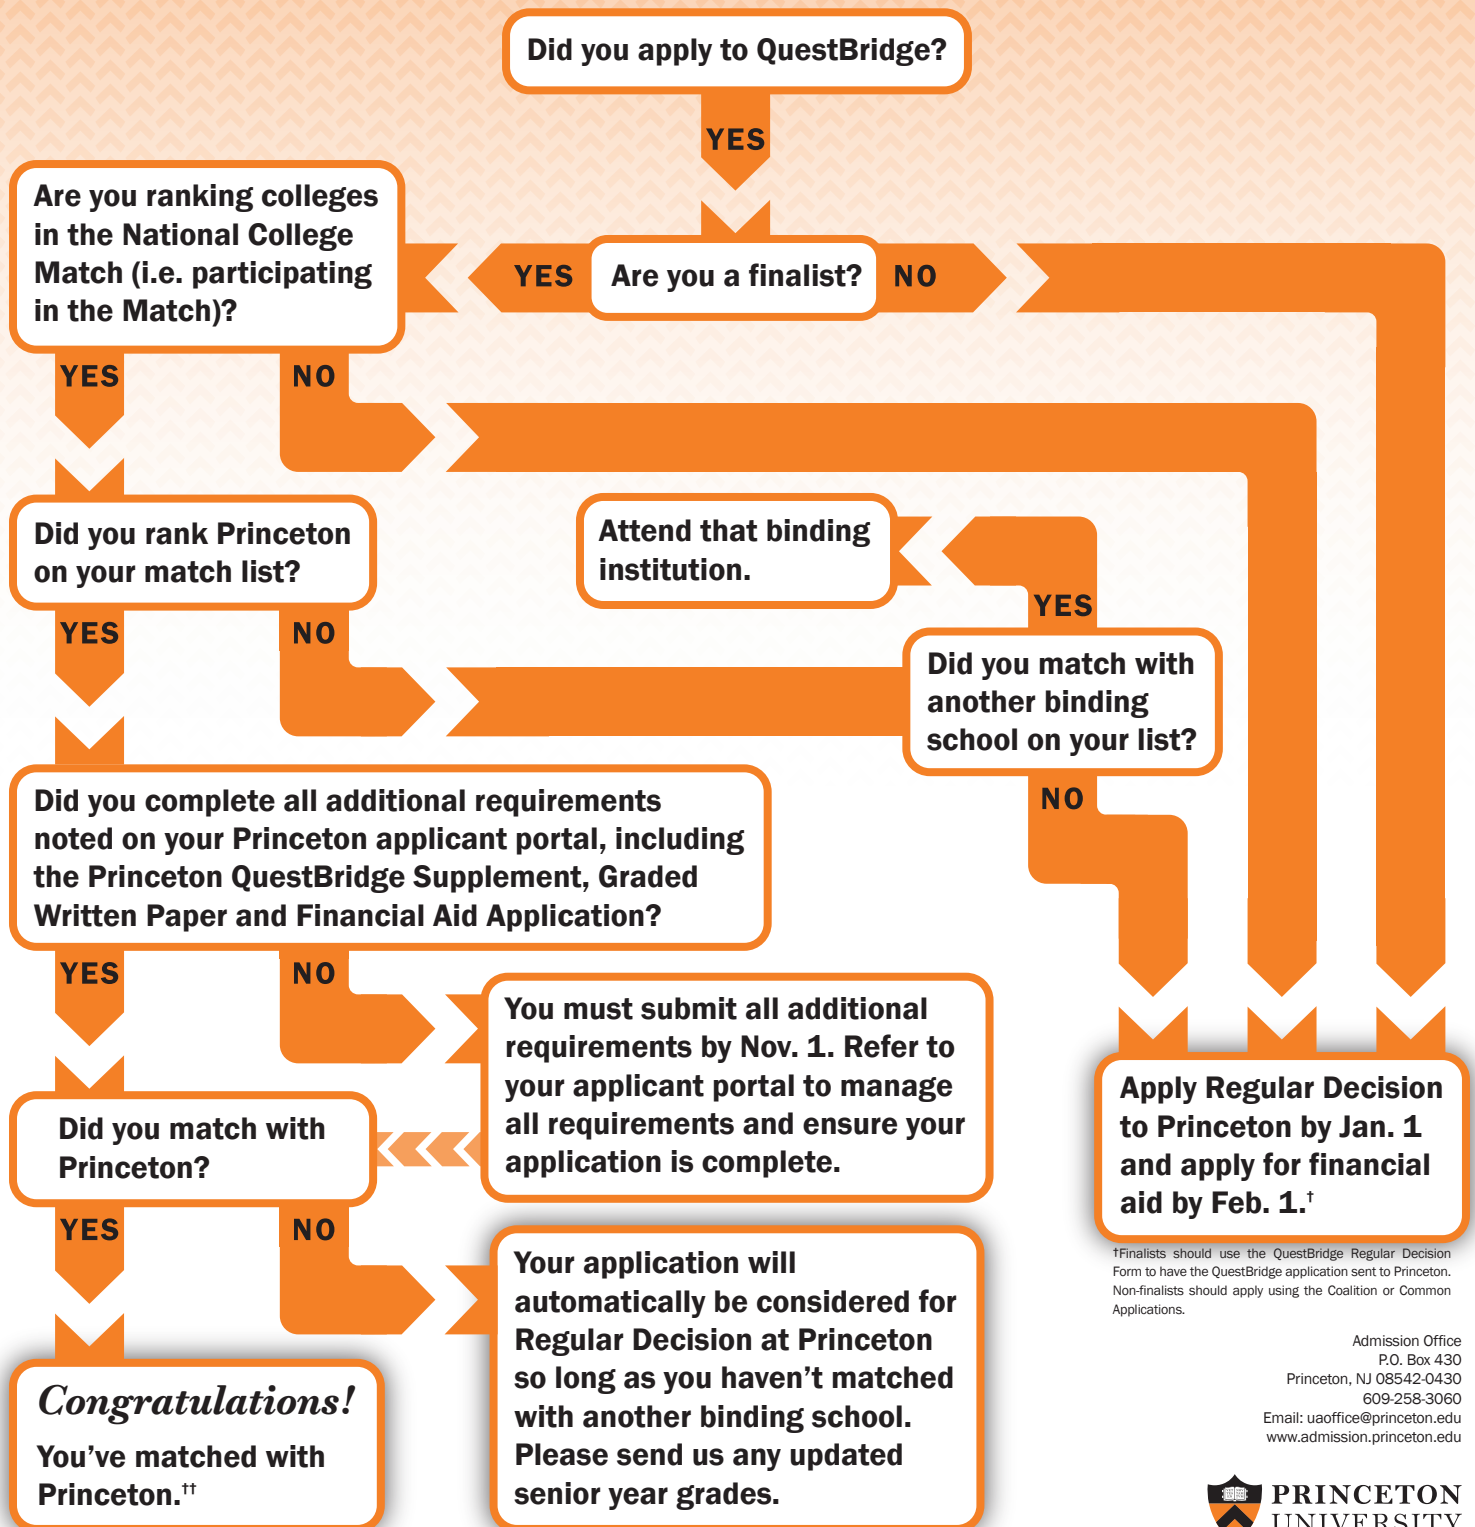 Did you apply to QuestBridge?
YES
Are you ranking colleges
in the National College
Match (i.e. participating
in the Match)?
YES
Are you a finalist?
NO
YES
NO
Did you rank Princeton
on your match list?
Attend that binding
institution.
YES
YES
NO
Did you match with
another binding
school on your list?
NO
Did you complete all additional requirements
noted on your Princeton applicant portal, including
the Princeton QuestBridge Supplement, Graded
Written Paper and Financial Aid Application?
YES
NO
You must submit all additional
requirements by Nov. 1. Refer to
your applicant portal to manage
all requirements and ensure your
application is complete.
Did you match with
Princeton?
YES
NO
Apply Regular Decision
to Princeton by Jan. 1
and apply for financial
aid by Feb. 1.†
†Finalists should use the QuestBridge Regular Decision
Form to have the QuestBridge application sent to Princeton.
Non-finalists should apply using the Coalition or Common
Applications.
Your application will
automatically be considered for
Regular Decision at Princeton
so long as you haven't matched
with another binding school.
Please send us any updated
senior year grades.
Congratulations!
You've matched with
Princeton.††
Admission Office
P.O. Box 430
Princeton, NJ 08542-0430
609-258-3060
Email: uaoffice@princeton.edu
www.admission.princeton.edu
PRINCETON
UNIVERSITY